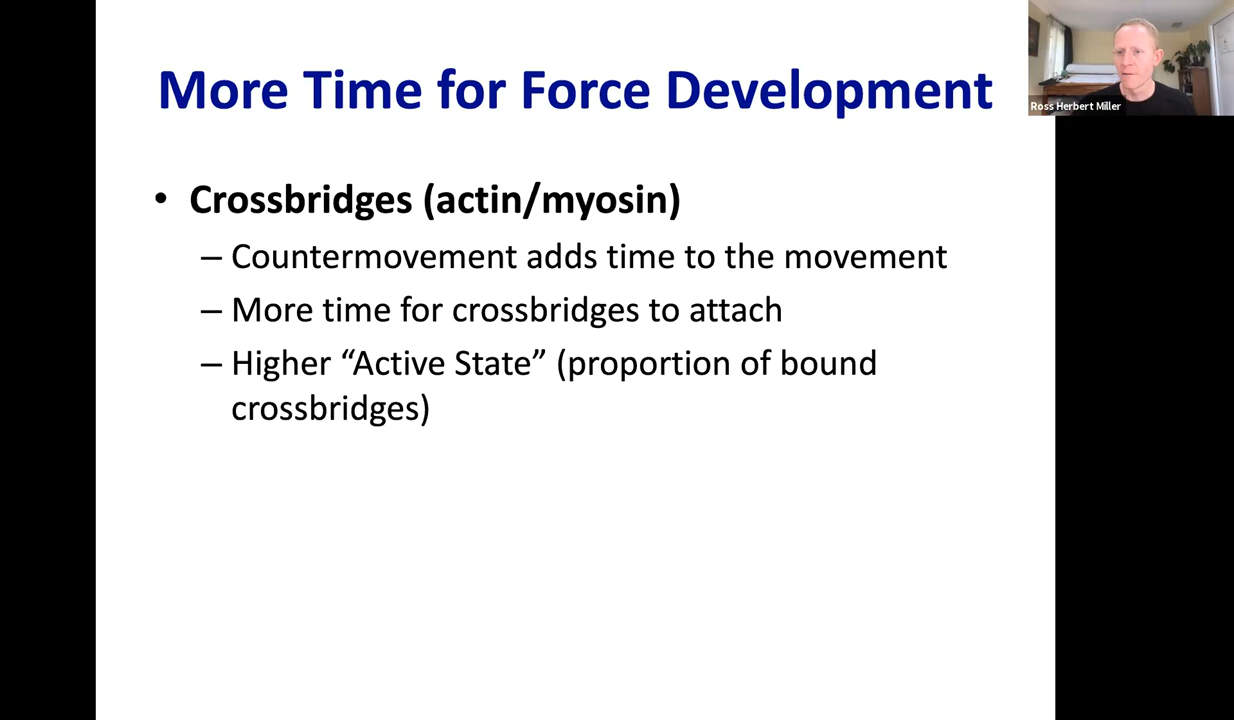 More Time for Force Development
Ross Herbert Miller
• Crossbridges (actin/myosin)
– Countermovement adds time to the movement
– More time for crossbridges to attach
– Higher “Active State” (proportion of bound
crossbridges)